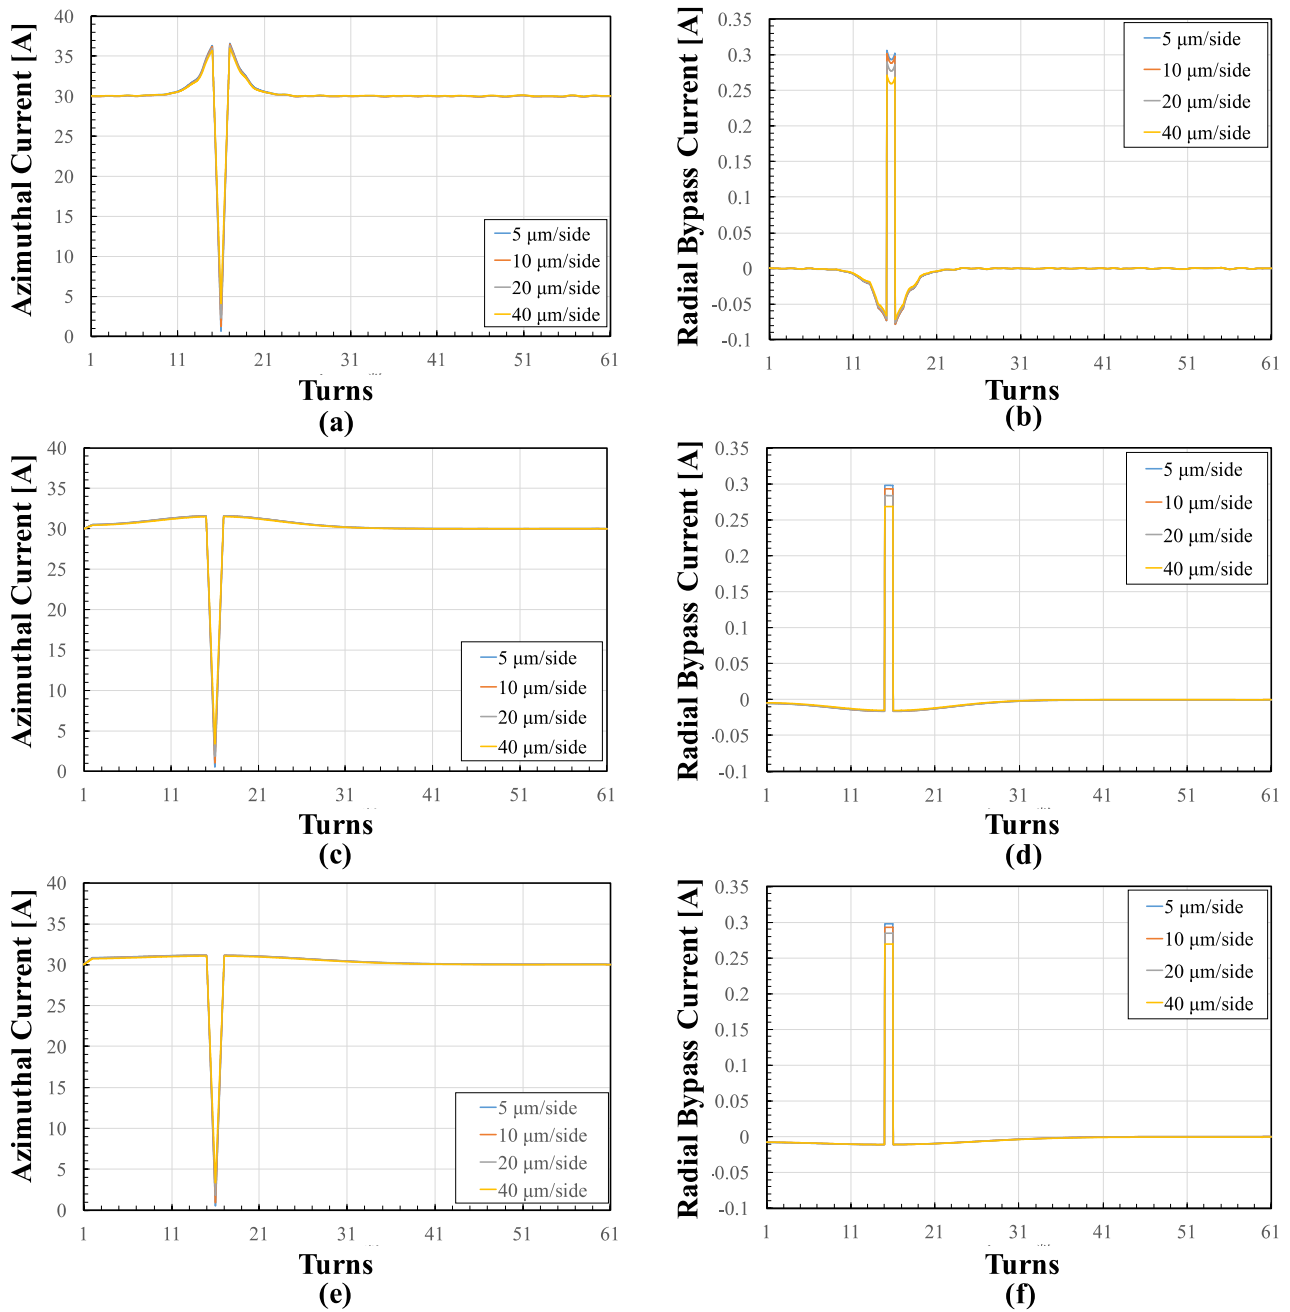 Azimuthal Current [A]
40
35
30
25
20
15
10
5
0
5 μm/side
10 μm/side
20 μm/side
40 μm/side
1 11 21 31 41 51 61
Turns
(a)
Radial Bypass Current [A]
0.35
0.3
0.25
0.2
0.15
0.1
0.05
0
-0.05
-0.1
5 μm/side
10 μm/side
20 μm/side
40 μm/side
1 11 21 31 41 51 61
Turns
(b)
Azimuthal Current [A]
40
35
30
25
20
15
10
5
0
5 μm/side
10 μm/side
20 μm/side
40 μm/side
1 11 21 31 41 51 61
Turns
(c)
Radial Bypass Current [A]
0.35
0.3
0.25
0.2
0.15
0.1
0.05
0
-0.05
-0.1
5 μm/side
10 μm/side
20 μm/side
40 μm/side
1 11 21 31 41 51 61
Turns
(d)
Azimuthal Current [A]
40
35
30
25
20
15
10
5
0
5 μm/side
10 μm/side
20 μm/side
40 μm/side
1 11 21 31 41 51 61
Turns
(e)
Radial Bypass Current [A]
0.35
0.3
0.25
0.2
0.15
0.1
0.05
0
-0.05
-0.1
5 μm/side
10 μm/side
20 μm/side
40 μm/side
1 11 21 31 41 51 61
Turns
(f)